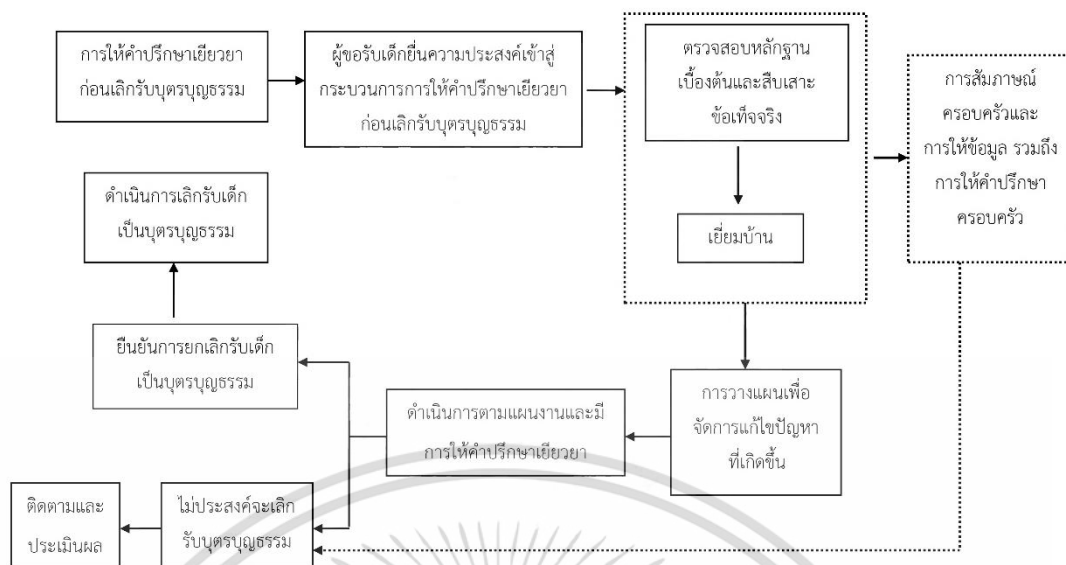 การให้คำปรึกษาเยียวยา
ก่อนเลิกรับบุตรบุญธรรม
ผู้ขอรับเด็กยื่นความประสงค์เข้าสู่
กระบวนการการให้คำปรึกษาเยียวยา
ก่อนเลิกรับบุตรบุญธรรม
ตรวจสอบหลักฐาน
เบื้องต้นและสืบเสาะ
ข้อเท็จจริง
เยี่ยมบ้าน
การสัมภาษณ์
ครอบครัวและ
การให้ข้อมูล รวมถึง
การให้คำปรึกษา
ครอบครัว
ดำเนินการเลิกรับเด็ก
เป็นบุตรบุญธรรม
ยืนยันการยกเลิกรับเด็ก
เป็นบุตรบุญธรรม
ดำเนินการตามแผนงานและมี
การให้คำปรึกษาเยียวยา
การวางแผนเพื่อ
จัดการแก้ไขปัญหา
ที่เกิดขึ้น
ไม่ประสงค์จะเลิก
รับบุตรบุญธรรม
ติดตามและ
ประเมินผล